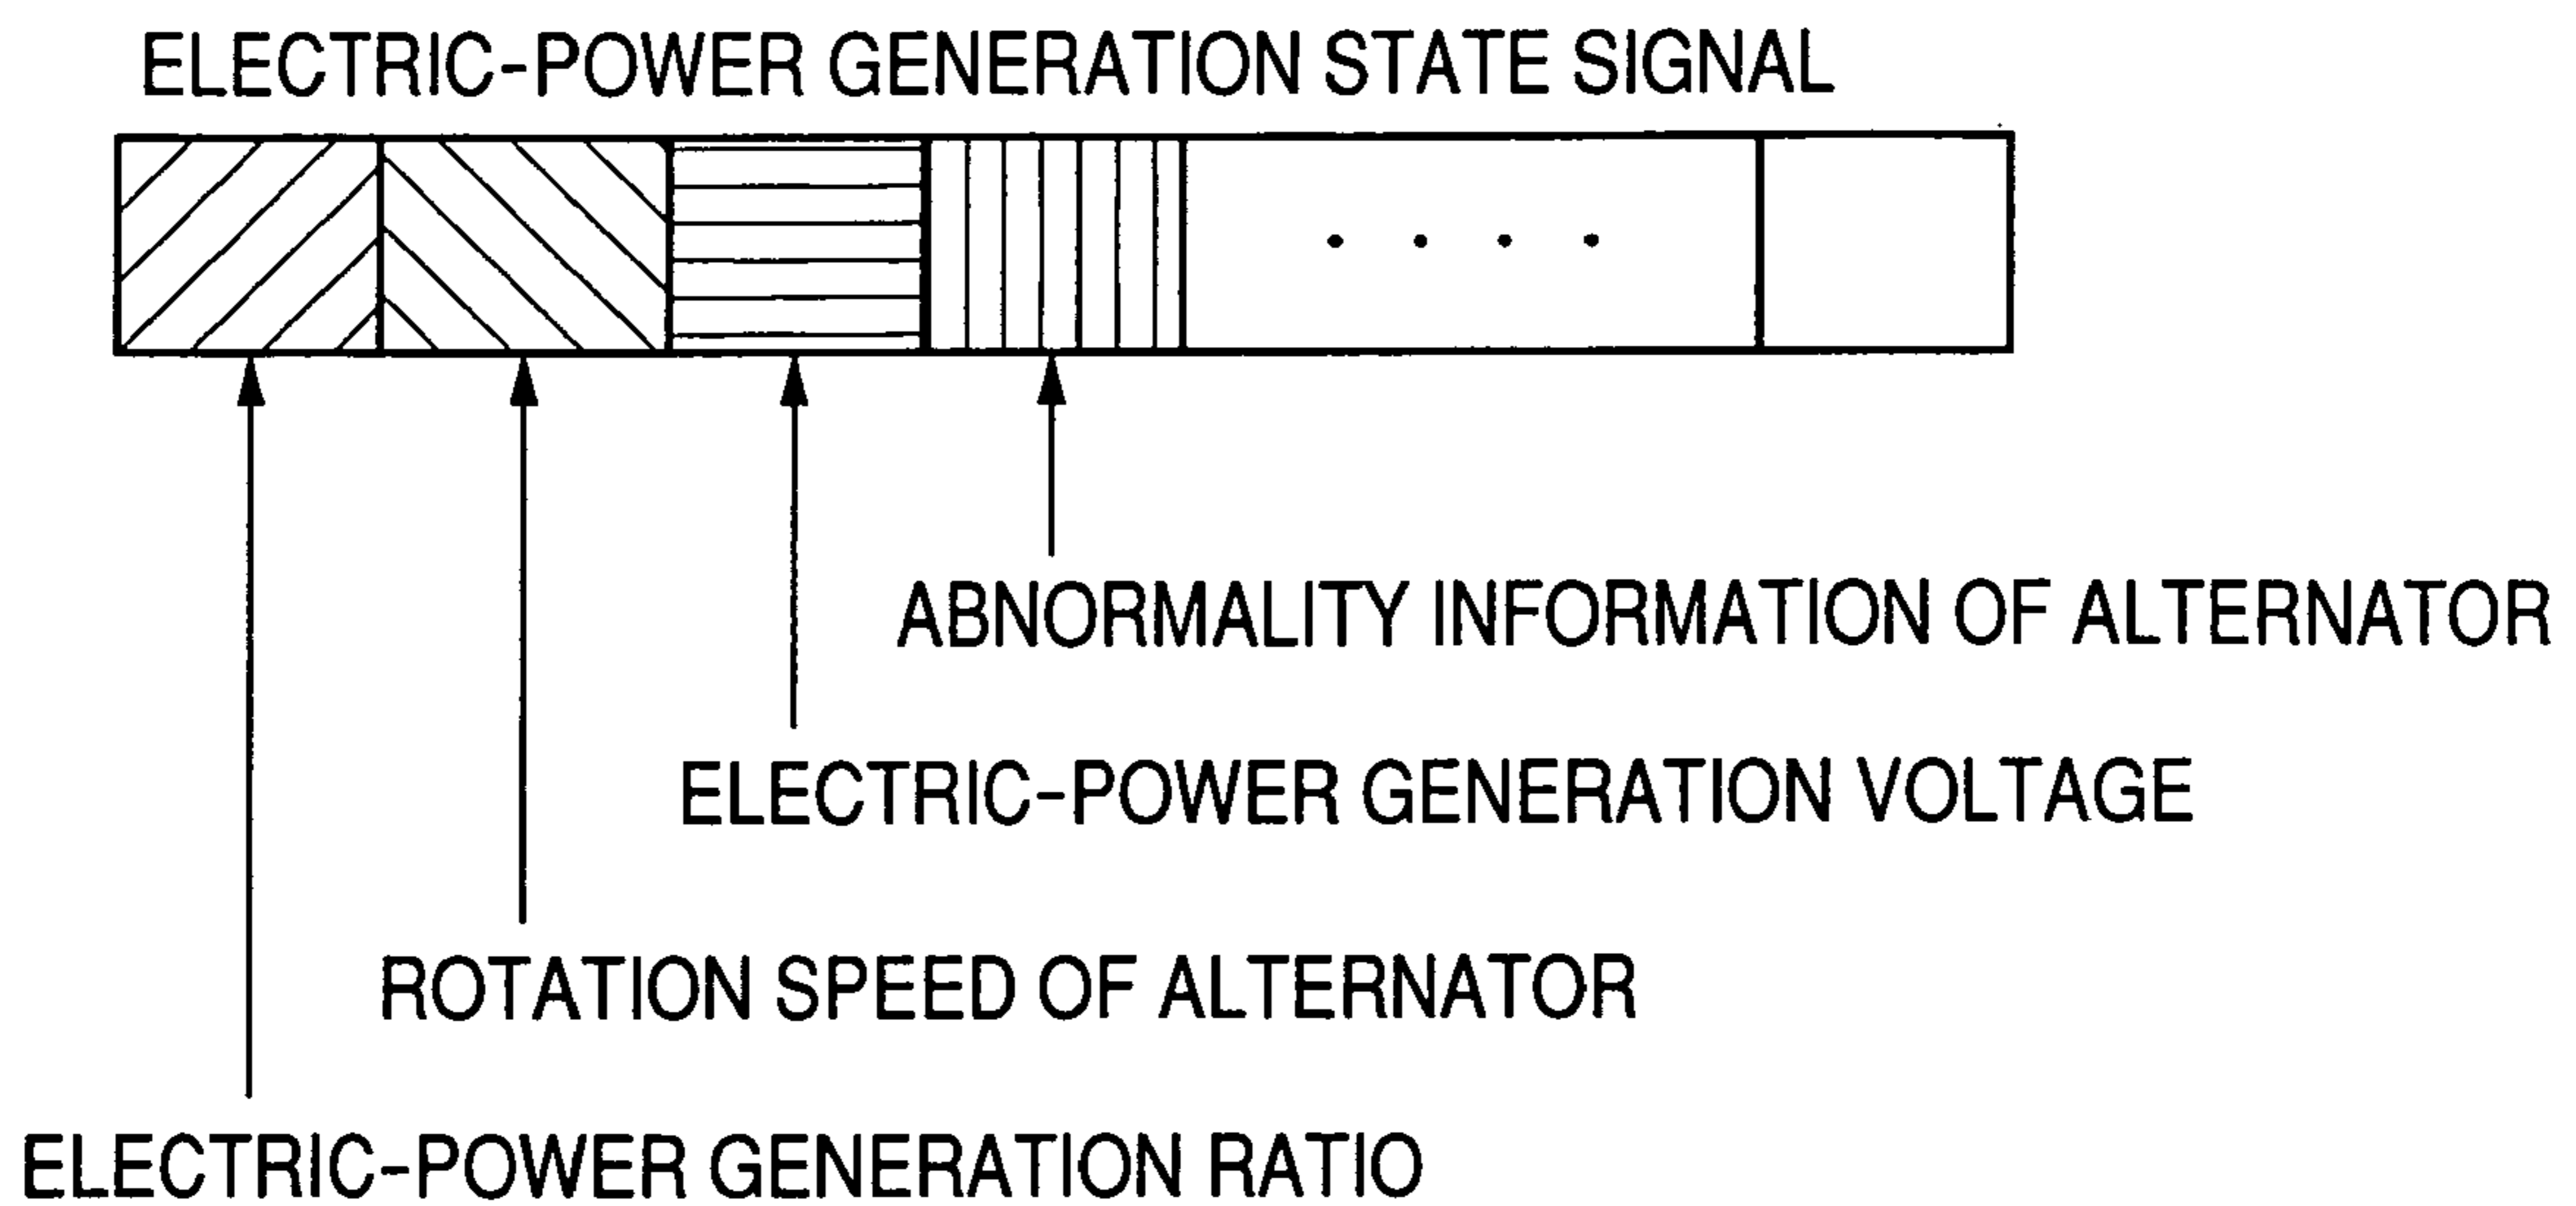 ELECTRIC-POWER GENERATION STATE SIGNAL
ABNORMALITY INFORMATION OF ALTERNATOR
ELECTRIC-POWER GENERATION VOLTAGE
ROTATION SPEED OF ALTERNATOR
ELECTRIC-POWER GENERATION RATIO